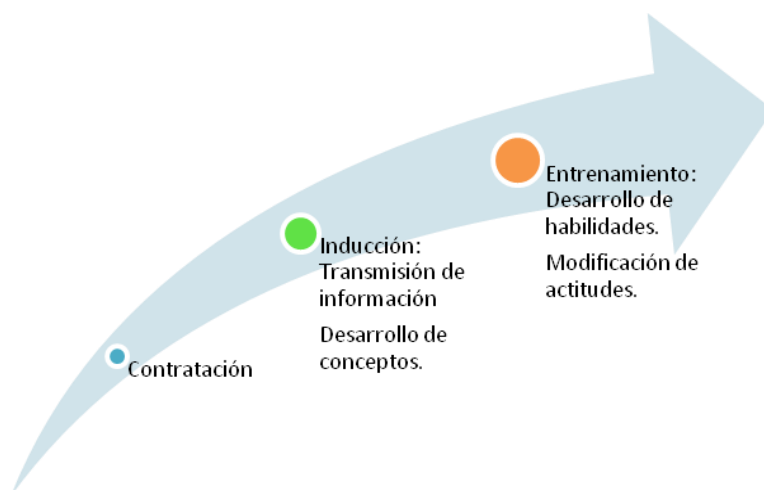 Contratación
Inducción:
Transmisión de
información
Desarrollo de
conceptos.
Entrenamiento:
Desarrollo de
habilidades.
Modificación de
actitudes.